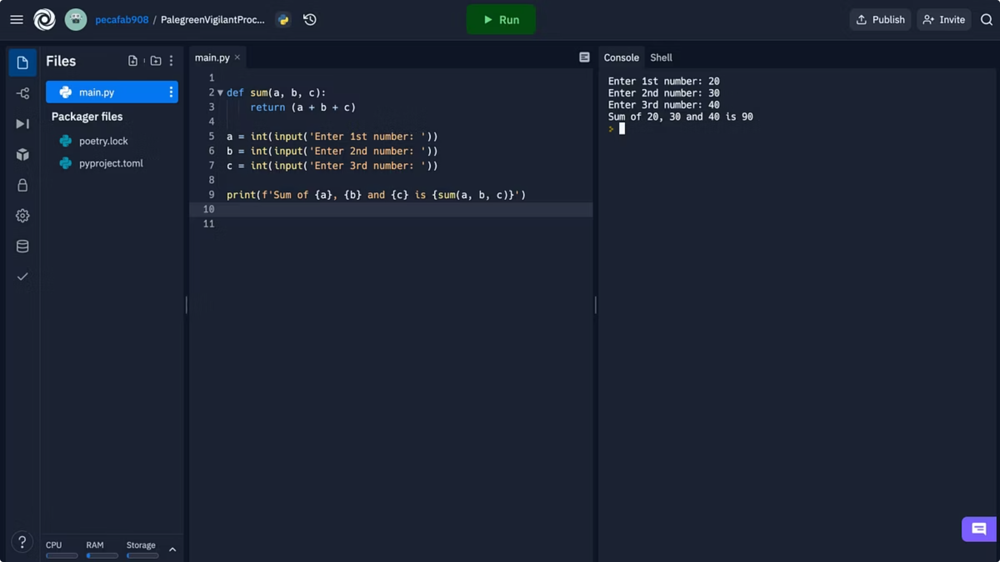 pecafab908 / PalegreenVigilantProc...
Run
Publish
Invite
Files
main.py
Packager files
poetry.lock
pyproject.toml
CPU RAM Storage
main.py ×
1
2 def sum(a, b, c):
3 return (a + b + c)
4
5 a = int(input('Enter 1st number: '))
6 b = int(input('Enter 2nd number: '))
7 c = int(input('Enter 3rd number: '))
8
9 print(f'Sum of {a}, {b} and {c} is {sum(a, b, c)}')
10
11
Console Shell
Enter 1st number: 20
Enter 2nd number: 30
Enter 3rd number: 40
Sum of 20, 30 and 40 is 90
>
?